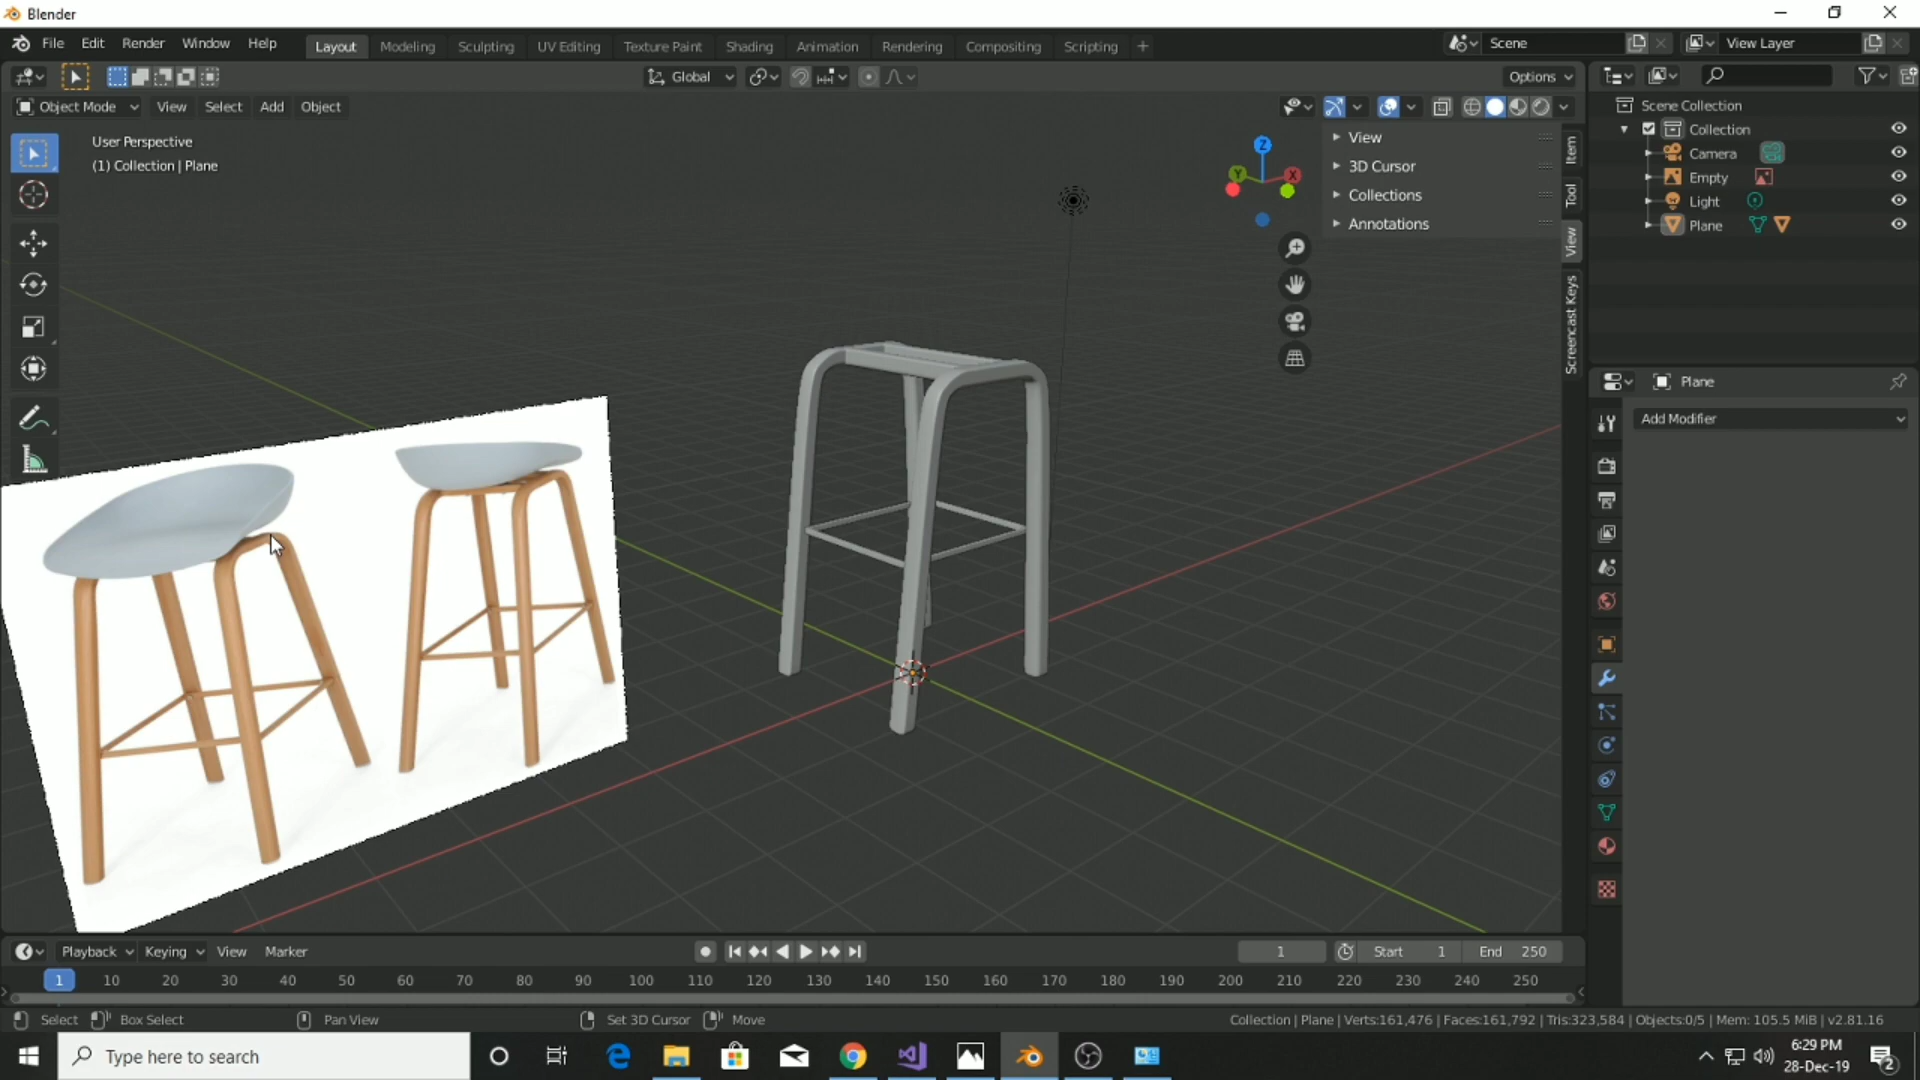 Blender
File Edit Render Window Help Layout Modeling Sculpting UV Editing Texture Paint Shading Animation Rendering Compositing Scripting + Scene View Layer
Global Options
Object Mode View Select Add Object
User Perspective
(1) Collection | Plane
Z
Y
X
View
3D Cursor
Collections
Annotations
Item
Tool
View
Screencast Keys
Scene Collection
Collection
Camera
Empty
Light
Plane
Plane
Add Modifier
Playback Keying View Marker 1 Start 1 End 250
1 10 20 30 40 50 60 70 80 90 100 110 120 130 140 150 160 170 180 190 200 210 220 230 240 250
Select Box Select Pan View Set 3D Cursor Move Collection | Plane | Verts:161,476 | Faces:161,792 | Tris:323,584 | Objects:0/5 | Mem: 105.5 MiB | v2.81.16
Type here to search
6:29 PM
28-Dec-19
2